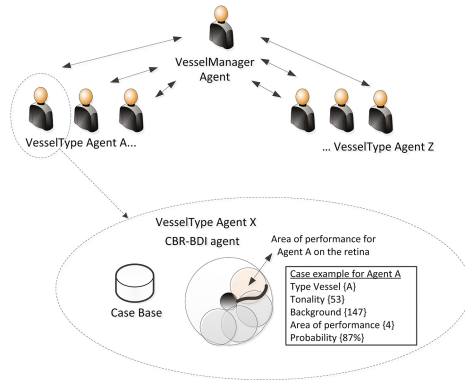 VesselManager
Agent
VesselType Agent A...
... VesselType Agent Z
VesselType Agent X
CBR-BDI agent
Area of performance for
Agent A on the retina
Case Base
Case example for Agent A
Type Vessel {A}
Tonality {53}
Background {147}
Area of performance {4}
Probability {87%}